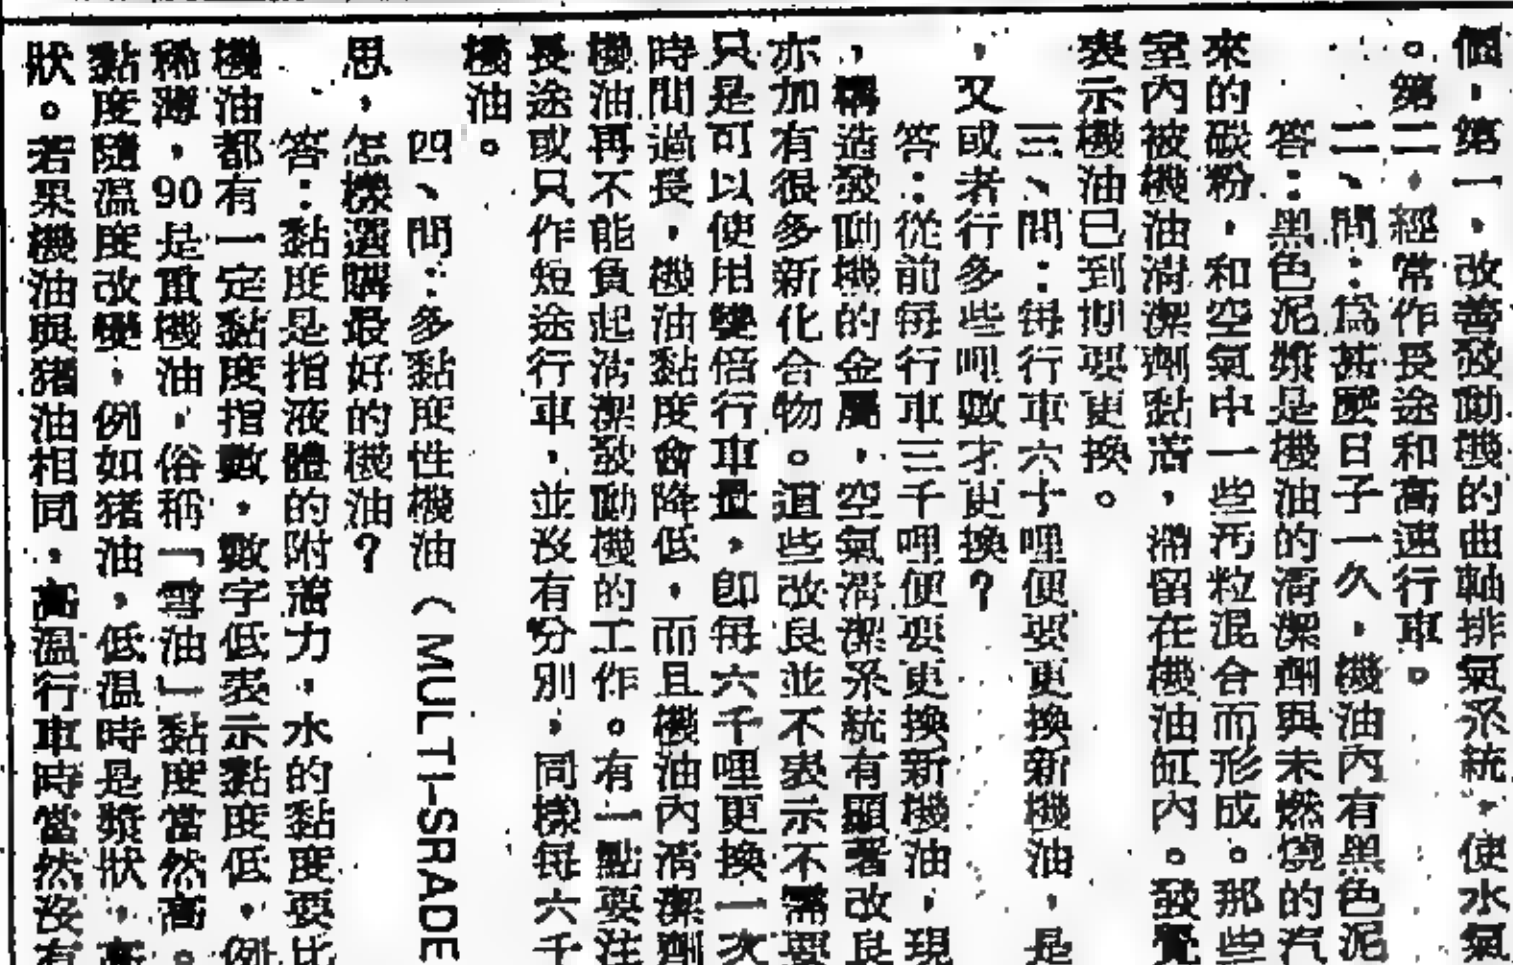 個，第一，改善發動機的曲軸排氣系統，使水氣
。第二，經常作長途和高速行車。
二、問：爲甚麼日子一久，機油內有黑色泥
答：黑色泥漿是機油的清潔劑與未燃燒的汽
來的碳粉，和空氣中一些污粒混合而形成。那些
室內被機油清潔劑黏着，滯留在機油缸內。發覺
表示機油已到期要更換。
三、問：每行車六十哩便要更換新機油，是
，又或者行多些哩數才更換？
答：從前每行車三千哩便要更換新機油，現
，構造發動機的金屬，空氣清潔系統有顯著改良
亦加有很多新化合物。這些改良並不表示不需要
只是可以使用雙倍行車量，即每六千哩更換一次
時間過長，機油黏度會降低，而且機油內清潔劑
機油再不能負起清潔發動機的工作。有一點要注
長途或只作短途行車，並沒有分別，同樣每六千
機油。
四、問：多黏度性機油（MULTI-SRADE
思，怎樣選購最好的機油？
答：黏度是指液體的附着力，水的黏度要比
機油都有一定黏度指數，數字低表示黏度低，例
稀薄，90是重機油，俗稱「雪油」黏度當然高。
黏度隨溫度改變，例如猪油，低溫時是漿狀，高
狀。若果機油與猪油相同，高溫行車時當然沒有